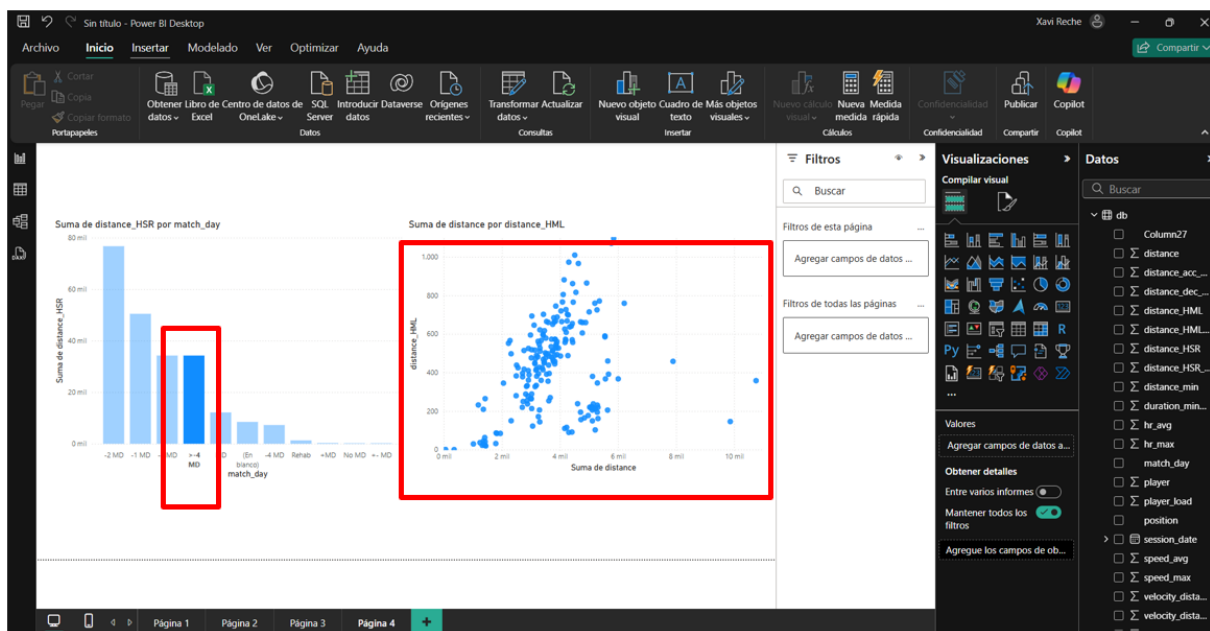 Sin título - Power BI Desktop
Xavi Reche
Archivo Inicio Insertar Modelado Ver Optimizar Ayuda
Compartir
Pegar
Cortar
Copia
Copiar formato
Portapapeles
Obtener datos
Libro de Excel
Centro de datos de OneLake
SQL Server
Introducir datos
Dataverse
Orígenes recientes
Datos
Transformar datos
Actualizar
Consultas
Nuevo objeto visual
Cuadro de texto
Más objetos visuales
Insertar
Nuevo cálculo visual
Nueva medida
Medida rápida
Cálculos
Confidencialidad
Confidencialidad
Publicar
Compartir
Copilot
Copilot
Suma de distance_HSR por match_day
Suma de distance_HSR
80 mil
60 mil
40 mil
20 mil
0 mil
-2 MD
-1 MD
MD
>-4 MD
D
(En blanco)
-4 MD
Rehab
+MD
No MD
+- MD
match_day
Suma de distance por distance_HML
distance_HML
1.000
800
600
400
200
0
0 mil
2 mil
4 mil
6 mil
8 mil
10 mil
Suma de distance
Filtros
Buscar
Filtros de esta página ...
Agregar campos de datos ...
Filtros de todas las páginas ...
Agregar campos de datos ...
Visualizaciones
Compilar visual
R
Py
...
Valores
Agregar campos de datos a...
Obtener detalles
Entre varios informes
Mantener todos los filtros
Agregue los campos de ob...
Datos
Buscar
db
Column27
distance
distance_acc_...
distance_dec_...
distance_HML
distance_HML...
distance_HSR
distance_HSR_...
distance_min
duration_min...
hr_avg
hr_max
match_day
player
player_load
position
session_date
speed_avg
speed_max
velocity_dista...
velocity_dista...
Página 1
Página 2
Página 3
Página 4
+